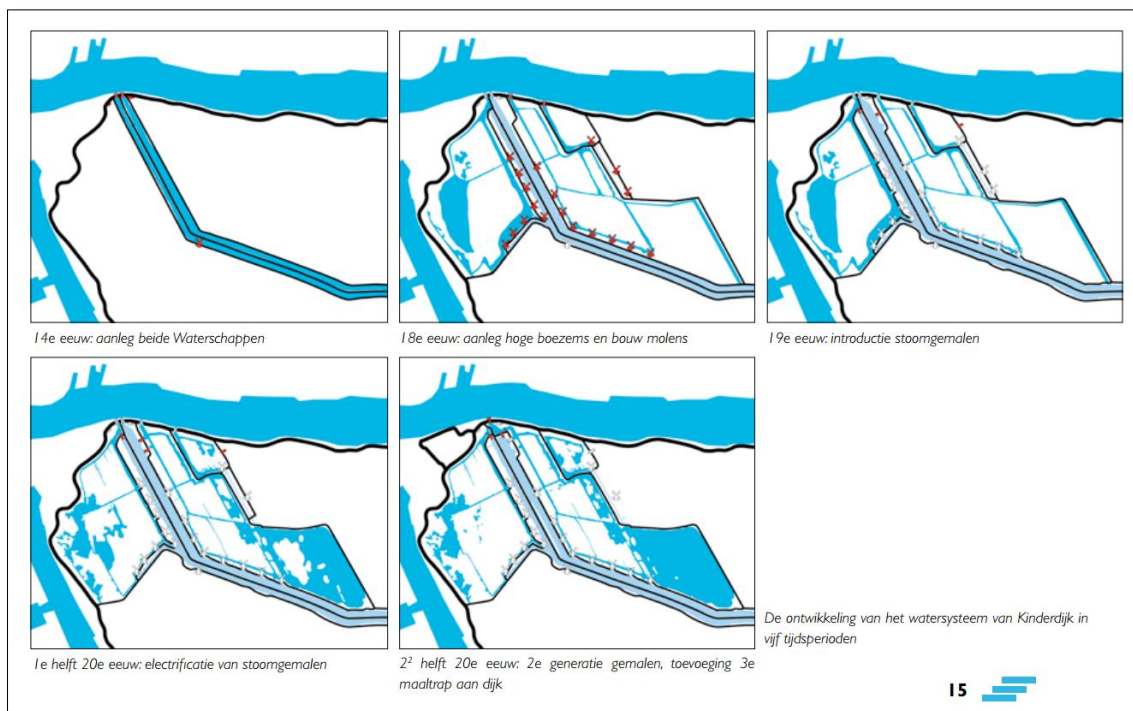 14e eeuw: aanleg beide Waterschappen
18e eeuw: aanleg hoge boezems en bouw molens
19e eeuw: introductie stoomgemalen
1e helft 20e eeuw: electrificatie van stoomgemalen
2² helft 20e eeuw: 2e generatie gemalen, toevoeging 3e
maaltrap aan dijk
De ontwikkeling van het watersysteem van Kinderdijk in
vijf tijdsperioden
15